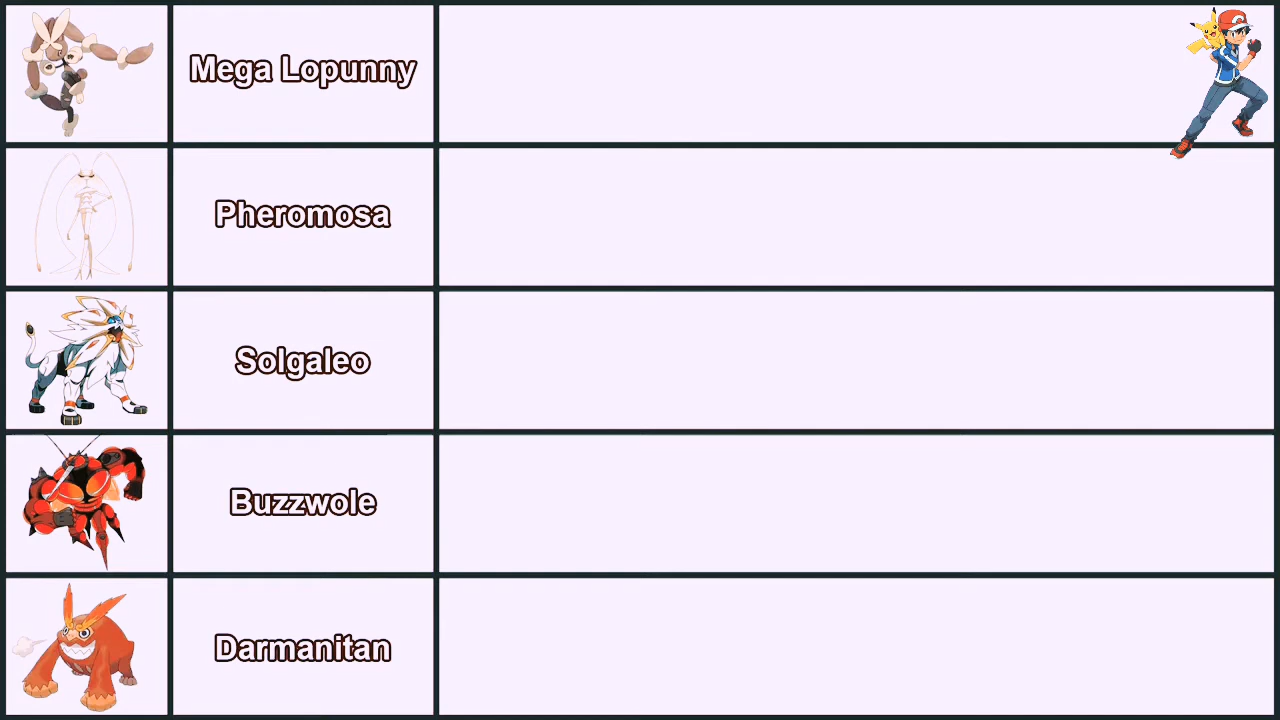 Mega Lopunny
Pheromosa
Solgaleo
Buzzwole
Darmanitan